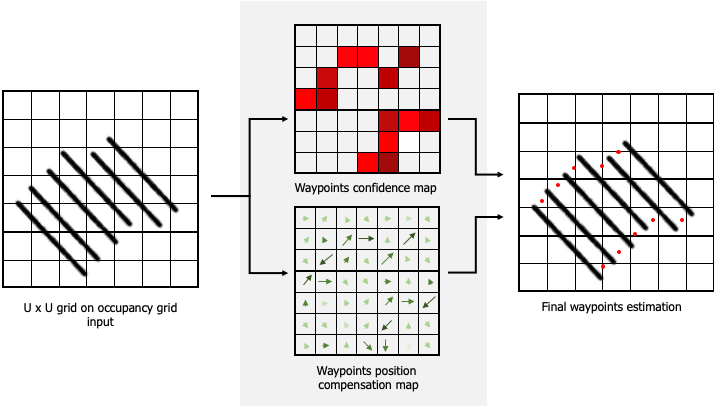 Waypoints confidence map
U x U grid on occupancy grid
input
Final waypoints estimation
Waypoints position
compensation map